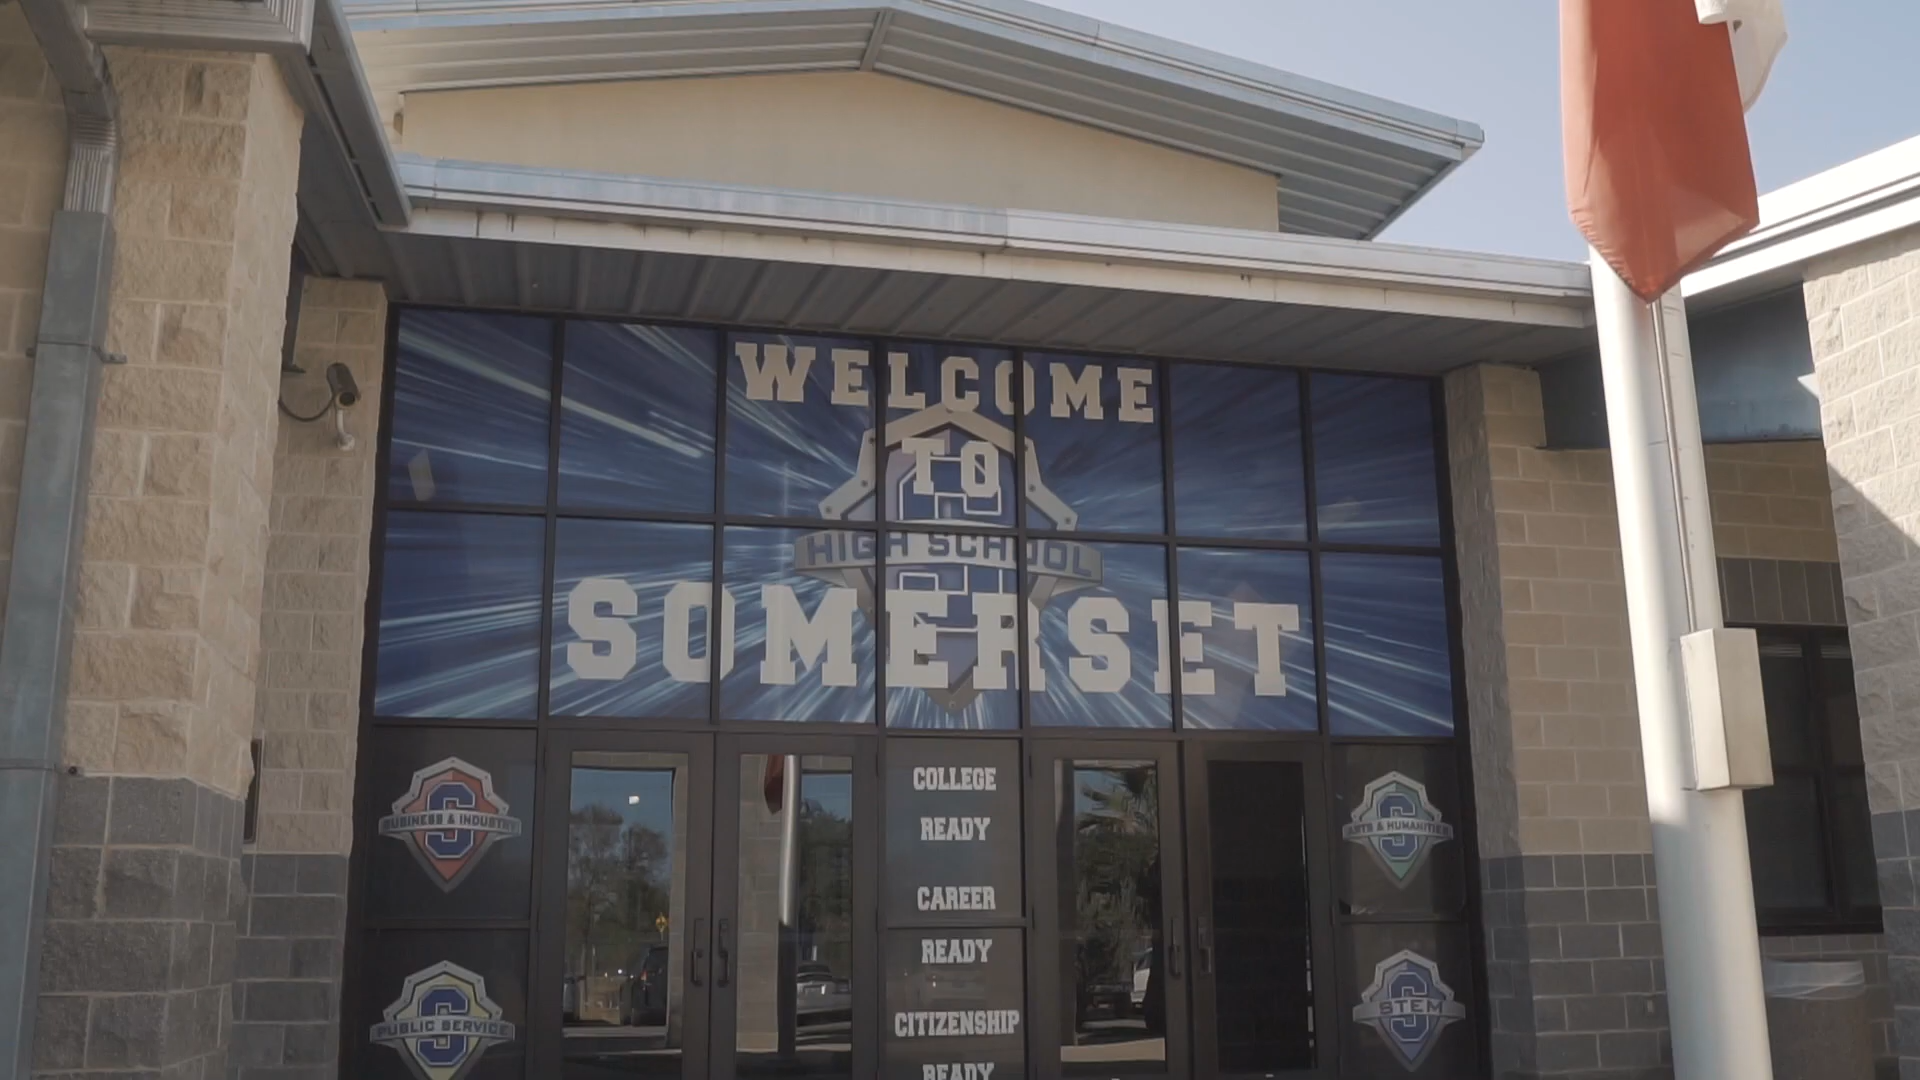 WELCOME
TO
S
HIGH SCHOOL
SOMERSET
COLLEGE
READY
CAREER
READY
CITIZENSHIP
READY
S
BUSINESS & INDUSTRY
S
PUBLIC SERVICE
S
ARTS & HUMANITIES
S
STEM